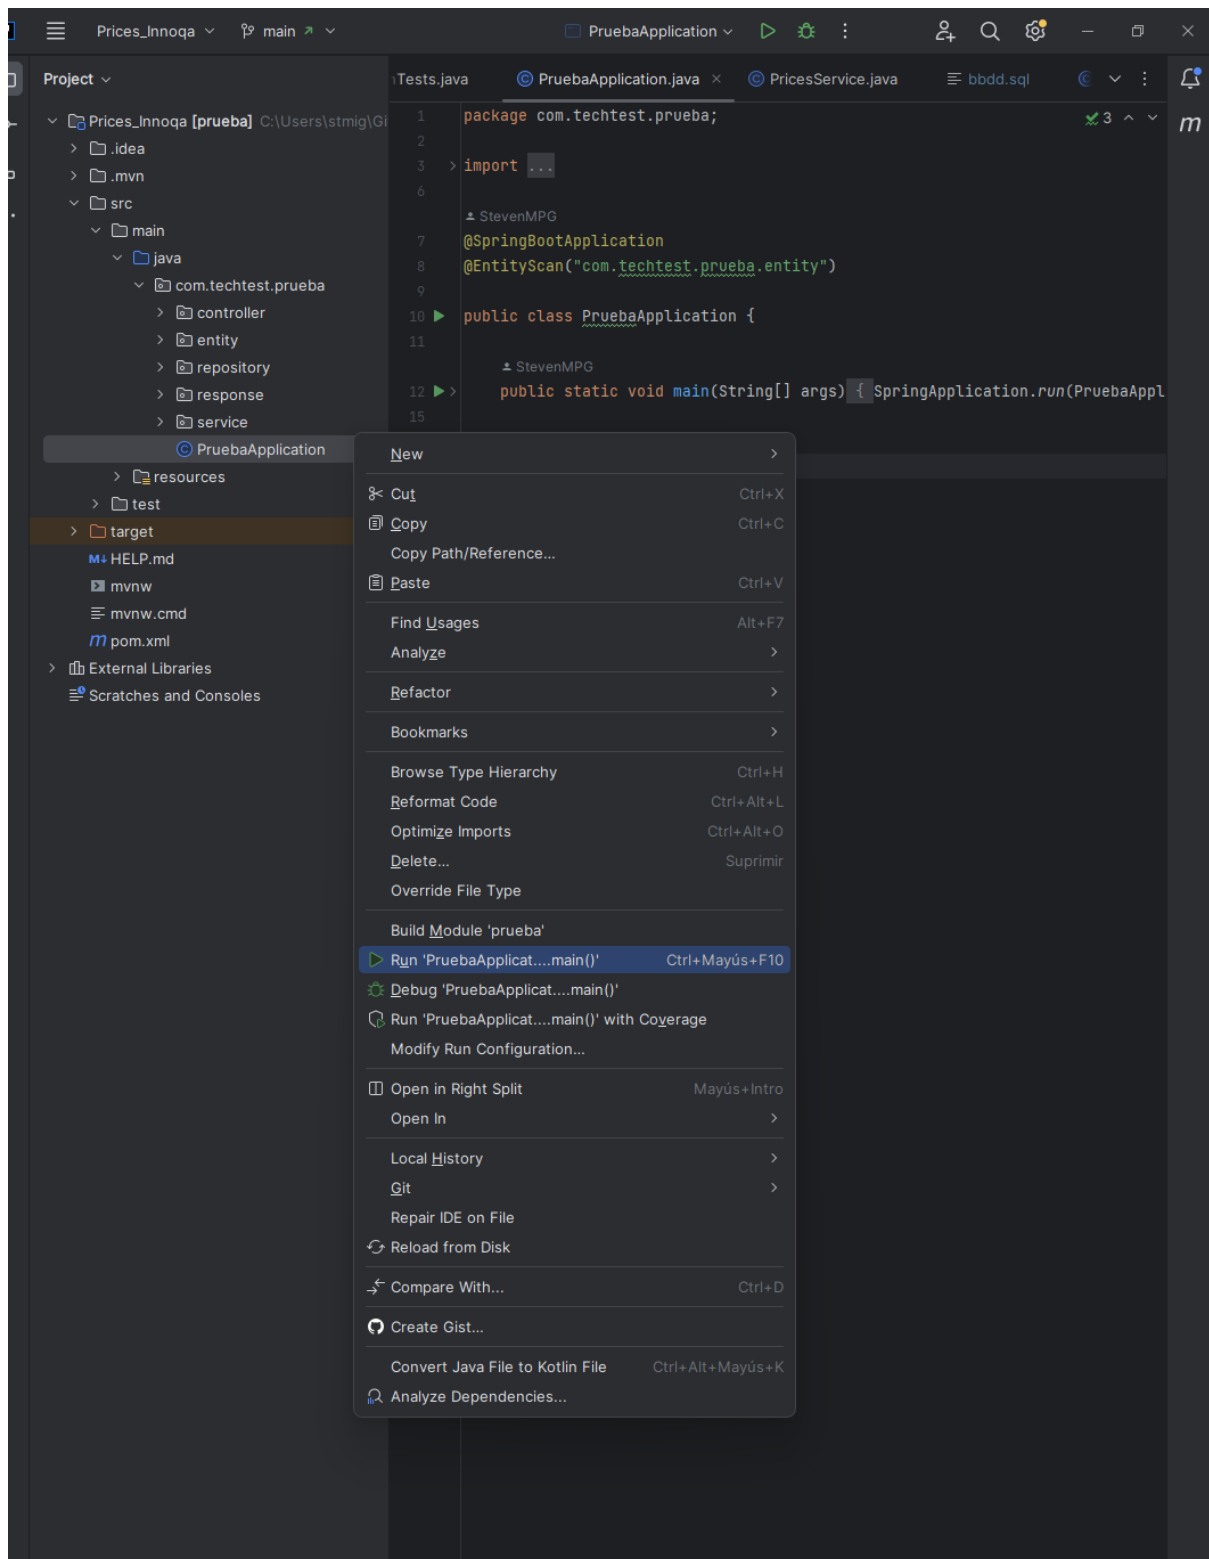 Prices_Innoqa main PruebaApplication
Project
Tests.java PruebaApplication.java PricesService.java bbdd.sql
Prices_Innoqa [prueba] C:\Users\stmig\Gi
.idea
.mvn
src
main
java
com.techtest.prueba
controller
entity
repository
response
service
PruebaApplication
resources
test
target
HELP.md
mvnw
mvnw.cmd
pom.xml
External Libraries
Scratches and Consoles
1 package com.techtest.prueba;
3
2
3 import ...
6
StevenMPG
7 @SpringBootApplication
8 @EntityScan("com.techtest.prueba.entity")
9
10 public class PruebaApplication {
11
StevenMPG
12 public static void main(String[] args) { SpringApplication.run(PruebaAppl
15
New
Cut Ctrl+X
Copy Ctrl+C
Copy Path/Reference...
Paste Ctrl+V
Find Usages Alt+F7
Analyze
Refactor
Bookmarks
Browse Type Hierarchy Ctrl+H
Reformat Code Ctrl+Alt+L
Optimize Imports Ctrl+Alt+O
Delete... Suprimir
Override File Type
Build Module 'prueba'
Run 'PruebaApplicat....main()' Ctrl+Mayús+F10
Debug 'PruebaApplicat....main()'
Run 'PruebaApplicat....main()' with Coverage
Modify Run Configuration...
Open in Right Split Mayús+Intro
Open In
Local History
Git
Repair IDE on File
Reload from Disk
Compare With... Ctrl+D
Create Gist...
Convert Java File to Kotlin File Ctrl+Alt+Mayús+K
Analyze Dependencies...